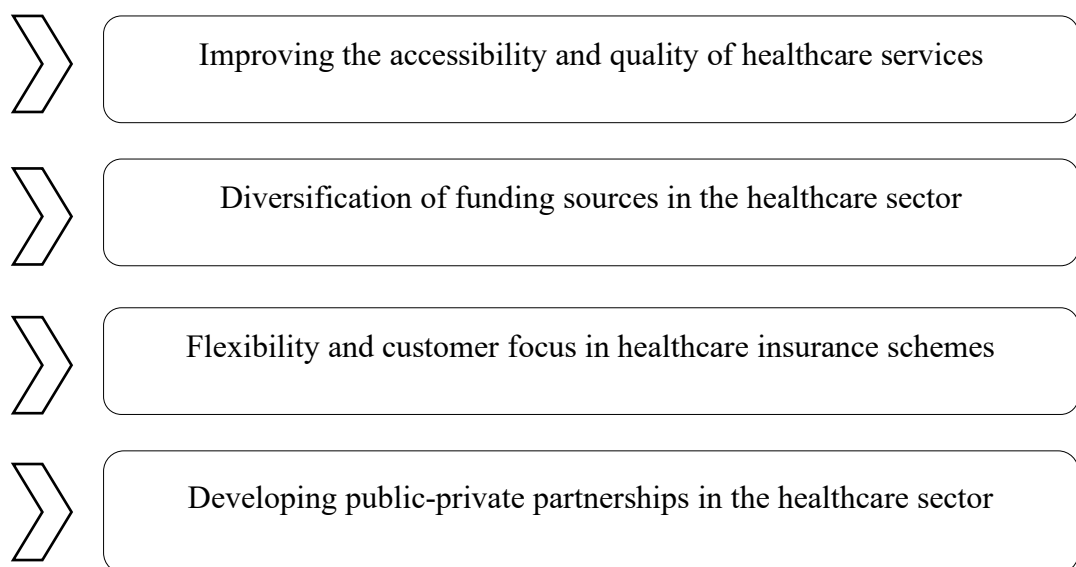 Improving the accessibility and quality of healthcare services
Diversification of funding sources in the healthcare sector
Flexibility and customer focus in healthcare insurance schemes
Developing public-private partnerships in the healthcare sector